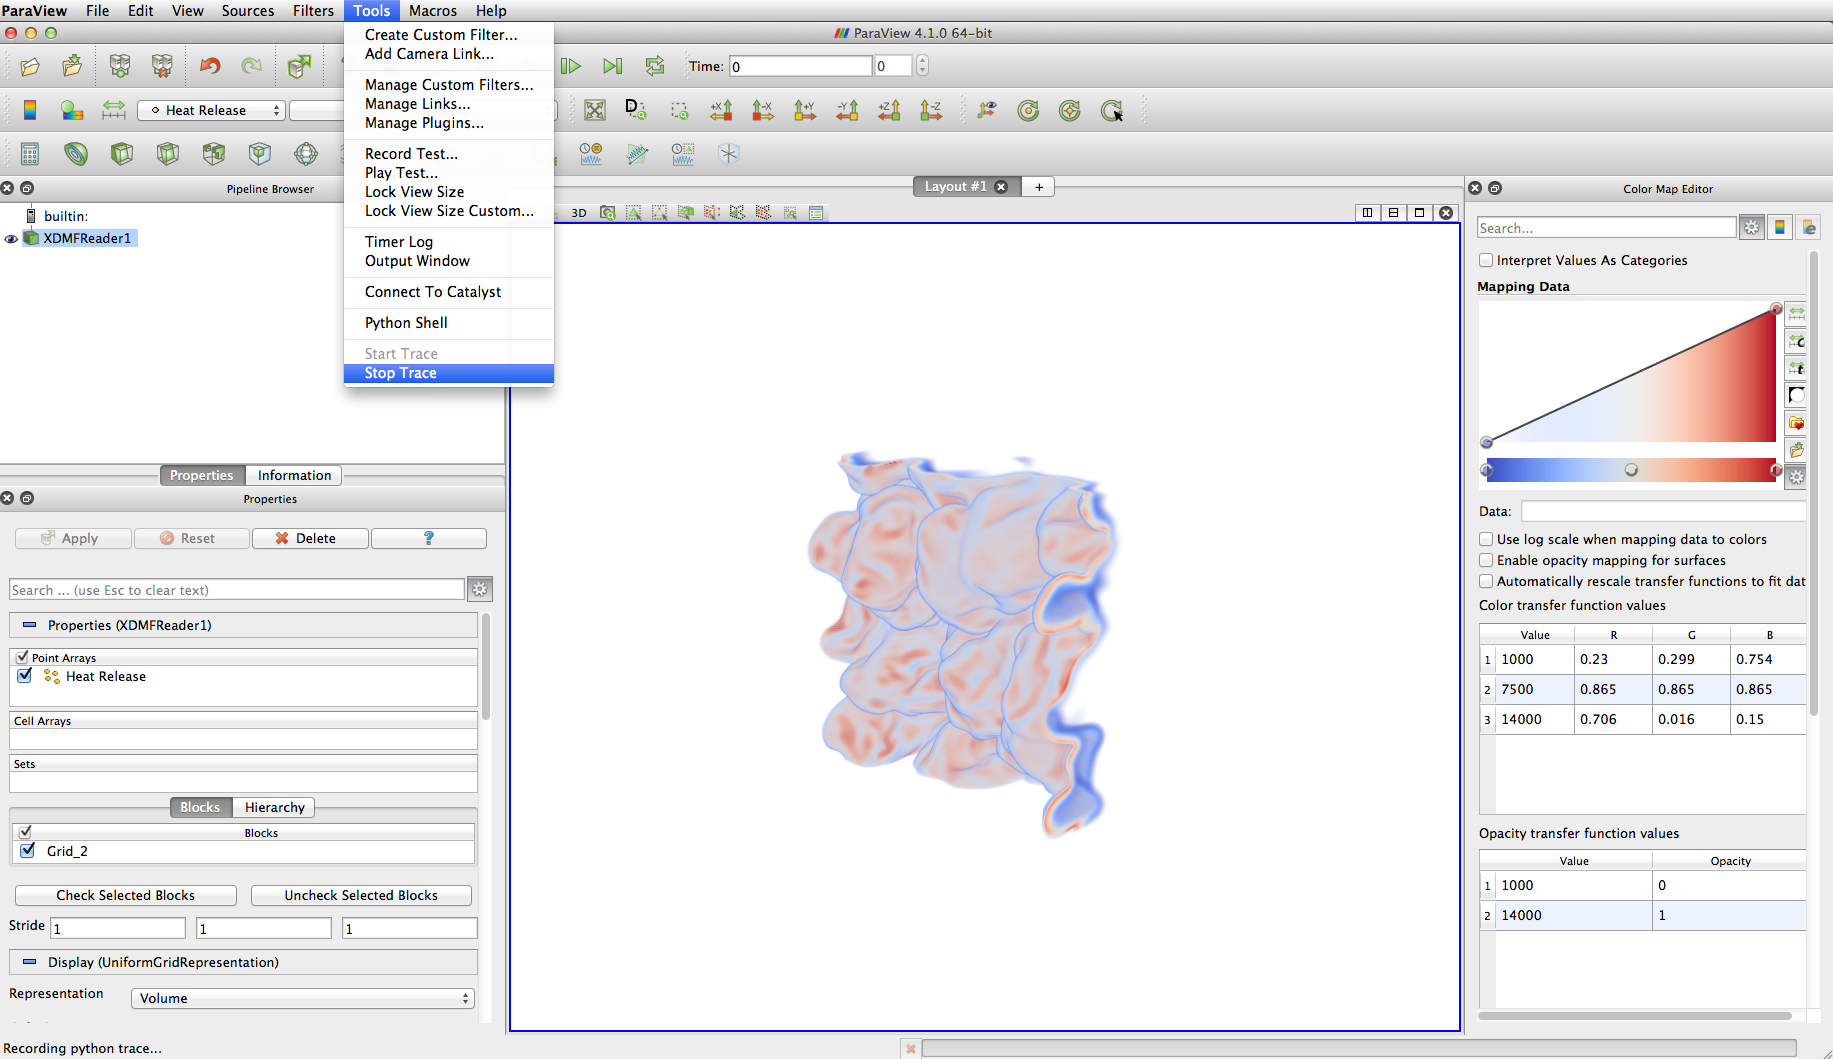 ParaView File Edit View Sources Filters Tools Macros Help
ParaView 4.1.0 64-bit
Create Custom Filter...
Add Camera Link...
Manage Custom Filters...
Manage Links...
Manage Plugins...
Record Test...
Play Test...
Lock View Size
Lock View Size Custom...
Timer Log
Output Window
Connect To Catalyst
Python Shell
Start Trace
Stop Trace
Time: 0 0
Heat Release
D +X -X +Y -Y +Z -Z
Pipeline Browser
builtin:
XDMFReader1
Layout #1 +
3D
Properties Information
Properties
Apply Reset Delete ?
Search ... (use Esc to clear text)
Properties (XDMFReader1)
Point Arrays
Heat Release
Cell Arrays
Sets
Blocks Hierarchy
Blocks
Grid_2
Check Selected Blocks Uncheck Selected Blocks
Stride 1 1 1
Display (UniformGridRepresentation)
Representation Volume
Recording python trace...
Color Map Editor
Search...
Interpret Values As Categories
Mapping Data
Data:
Use log scale when mapping data to colors
Enable opacity mapping for surfaces
Automatically rescale transfer functions to fit dat
Color transfer function values
Value R G B
1 1000 0.23 0.299 0.754
2 7500 0.865 0.865 0.865
3 14000 0.706 0.016 0.15
Opacity transfer function values
Value Opacity
1 1000 0
2 14000 1